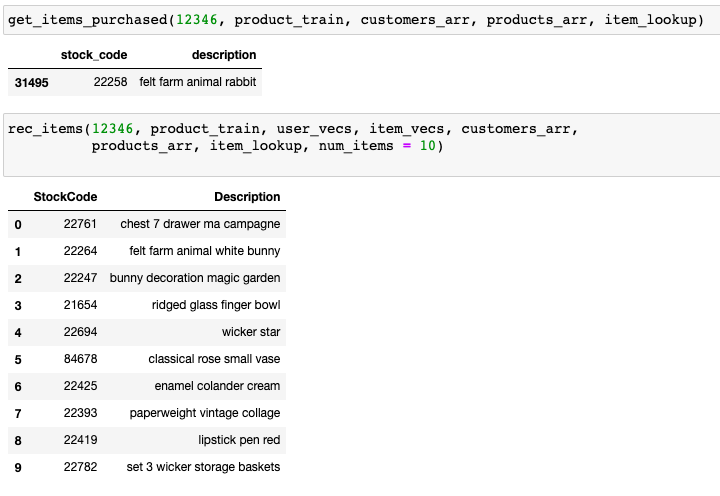 get_items_purchased(12346, product_train, customers_arr, products_arr, item_lookup)
stock_code description
31495 22258 felt farm animal rabbit
rec_items(12346, product_train, user_vecs, item_vecs, customers_arr,
products_arr, item_lookup, num_items = 10)
StockCode Description
0 22761 chest 7 drawer ma campagne
1 22264 felt farm animal white bunny
2 22247 bunny decoration magic garden
3 21654 ridged glass finger bowl
4 22694 wicker star
5 84678 classical rose small vase
6 22425 enamel colander cream
7 22393 paperweight vintage collage
8 22419 lipstick pen red
9 22782 set 3 wicker storage baskets